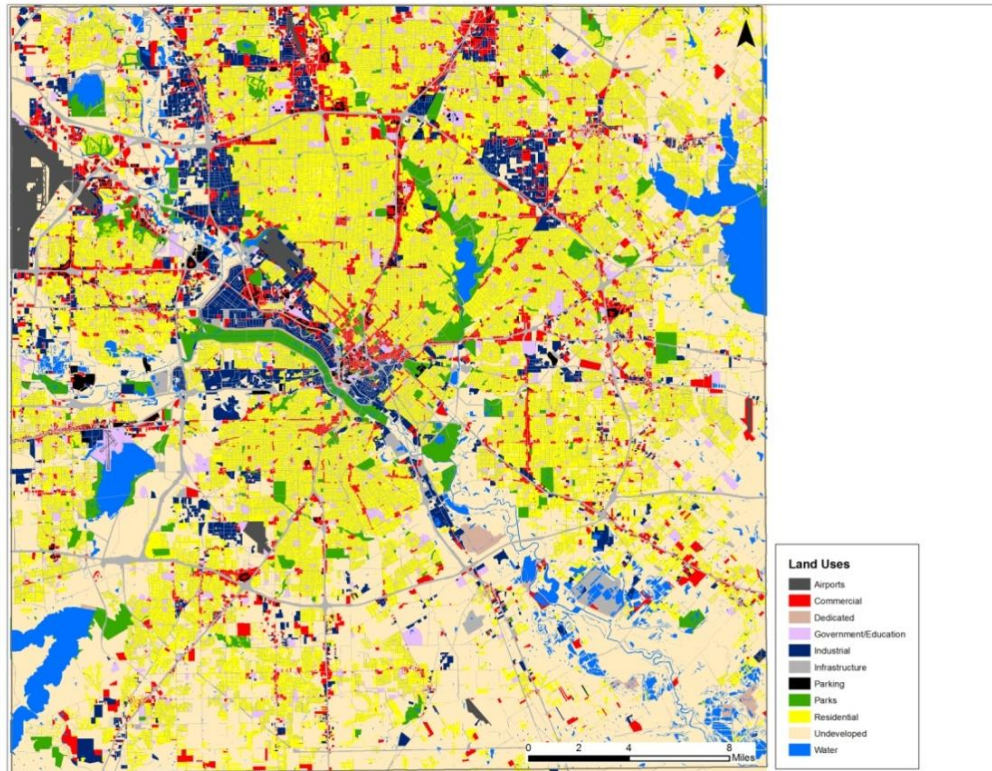 Land Uses
Airports
Commercial
Dedicated
Government/Education
Industrial
Infrastructure
Parking
Parks
Residential
Undeveloped
Water
0 2 4 8
Miles